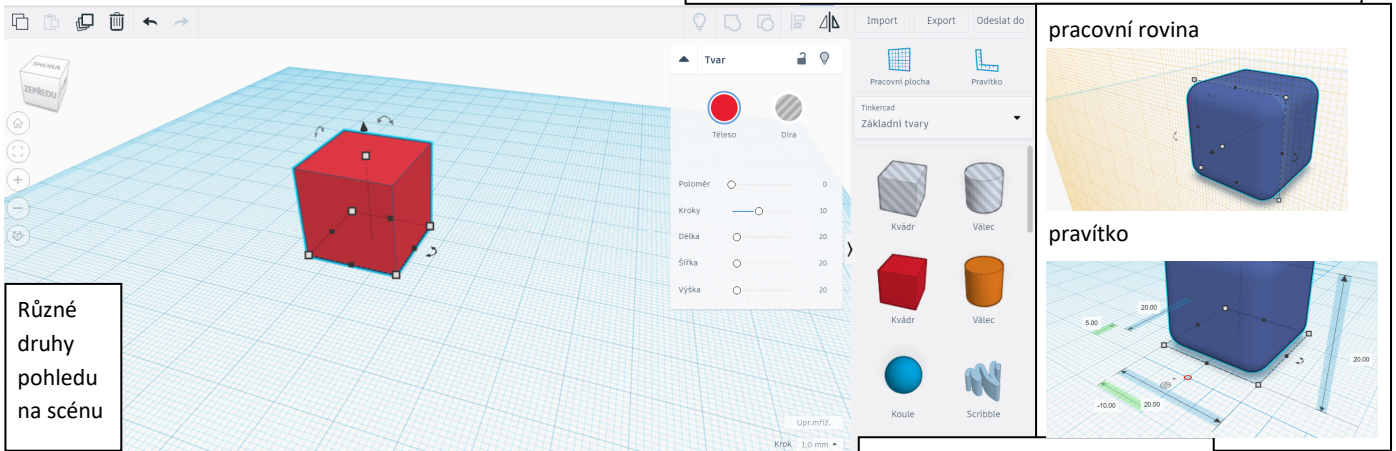 Import
Export
Odeslat do
SHORA
ZEPŘEDU
Tvar
Těleso
Díra
Poloměr 0
Kroky 10
Délka 20
Šířka 20
Výška 20
Upr.mříž.
Krok 1,0 mm
Pracovní plocha
Pravítko
Tinkercad
Základní tvary
Kvádr
Válec
Kvádr
Válec
Koule
Scribble
Různé
druhy
pohledu
na scénu
pracovní rovina
pravítko
5.00
20.00
20.00
-10.00
20.00